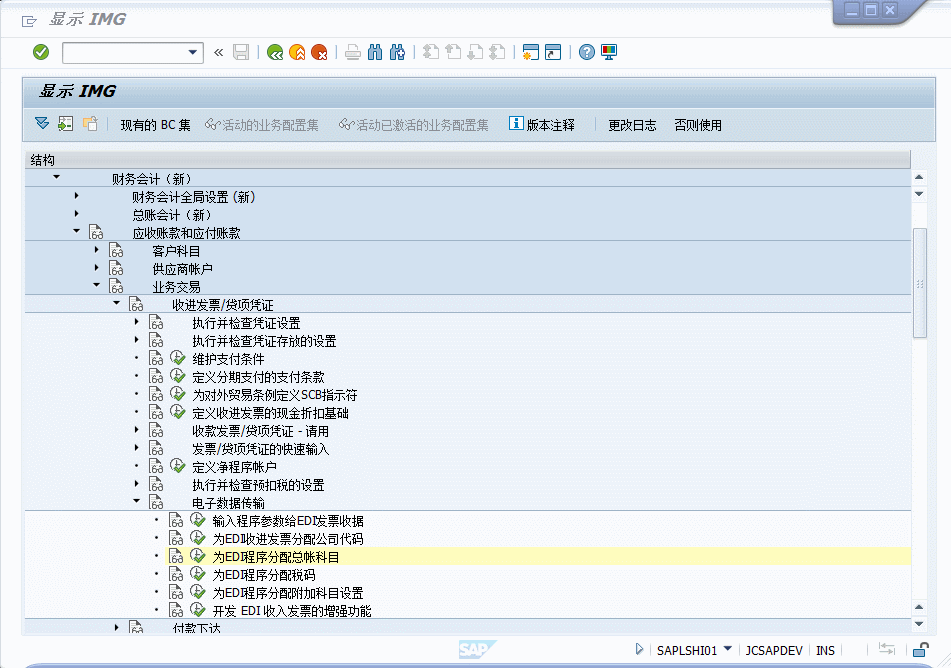 显示 IMG
显示 IMG
现有的 BC 集 活动的业务配置集 活动已激活的业务配置集 版本注释 更改日志 否则使用
结构
财务会计（新）
财务会计全局设置 (新)
总账会计（新）
应收账款和应付账款
客户科目
供应商帐户
业务交易
收进发票/贷项凭证
执行并检查凭证设置
执行并检查凭证存放的设置
维护支付条件
定义分期支付的支付条款
为对外贸易条例定义SCB指示符
定义收进发票的现金折扣基础
收款发票/贷项凭证 - 请用
发票/贷项凭证的快速输入
定义净程序帐户
执行并检查预扣税的设置
电子数据传输
输入程序参数给EDI发票收据
为EDI收进发票分配公司代码
为EDI程序分配总帐科目
为EDI程序分配税码
为EDI程序分配附加科目设置
开发 EDI 收入发票的增强功能
付款下达
SAP SAPLSHI01 JCSAPDEV INS